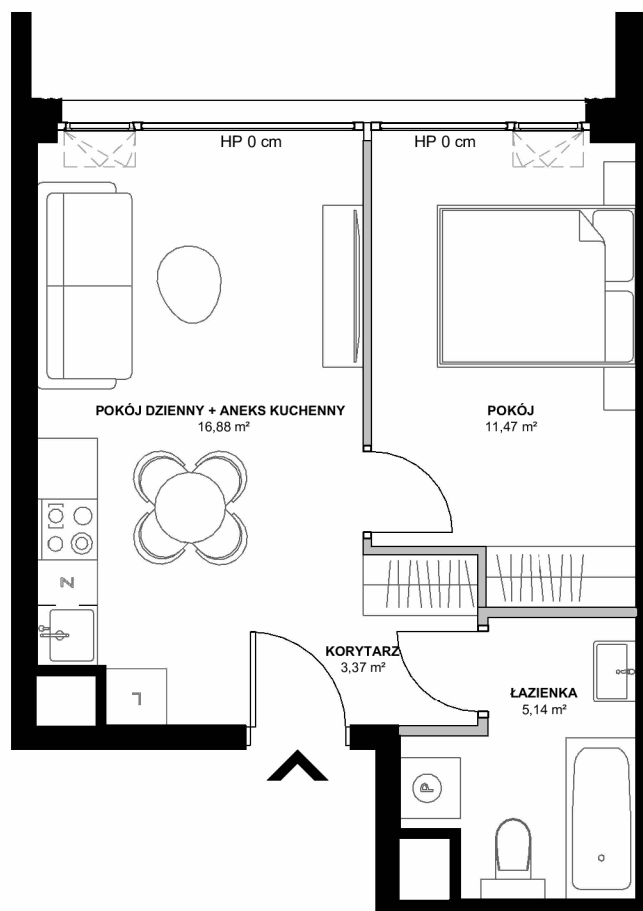 HP 0 cm
HP 0 cm
POKÓJ DZIENNY + ANEKS KUCHENNY
16,88 m²
POKÓJ
11,47 m²
Z
KORYTARZ
3,37 m²
L
ŁAZIENKA
5,14 m²
P